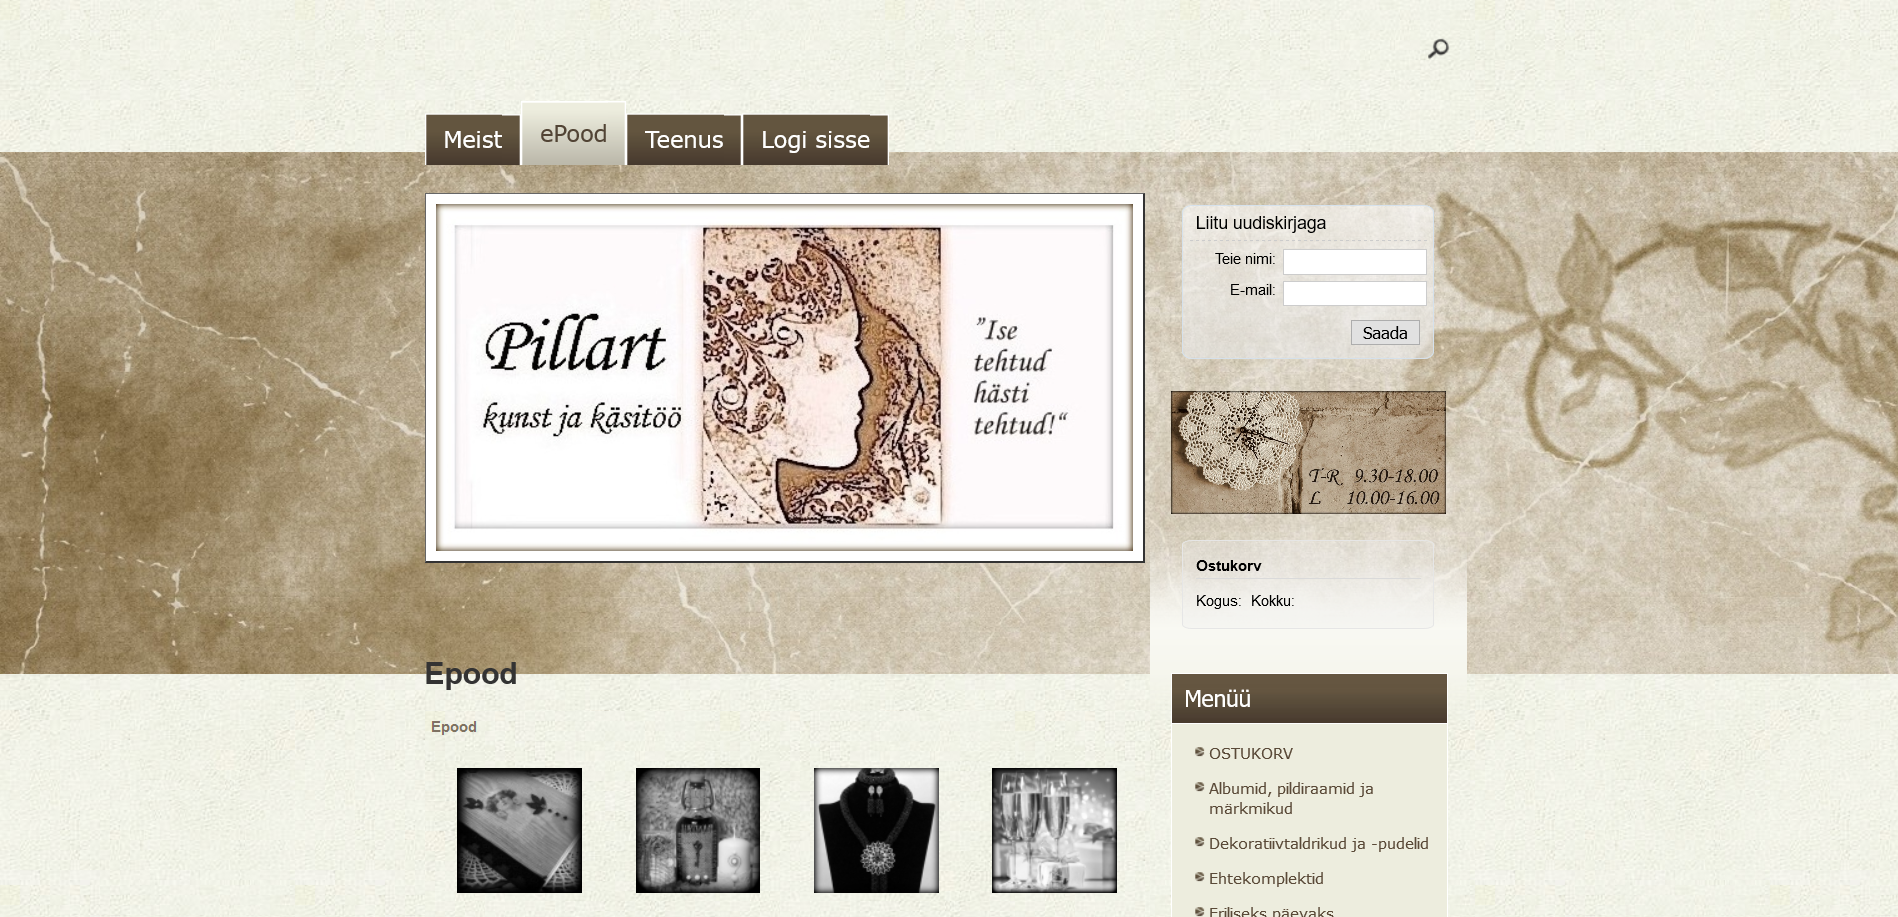 Meist
ePood
Teenus
Logi sisse
Pillart
kunst ja käsitöö
”Ise
tehtud
hästi
tehtud!“
Liitu uudiskirjaga
Teie nimi:
E-mail:
Saada
T-R 9.30-18.00
L 10.00-16.00
Ostukorv
Kogus: Kokku:
Epood
Epood
Menüü
OSTUKORV
Albumid, pildiraamid ja
märkmikud
Dekoratiivtaldrikud ja -pudelid
Ehtekomplektid
Eriliseks päevaks